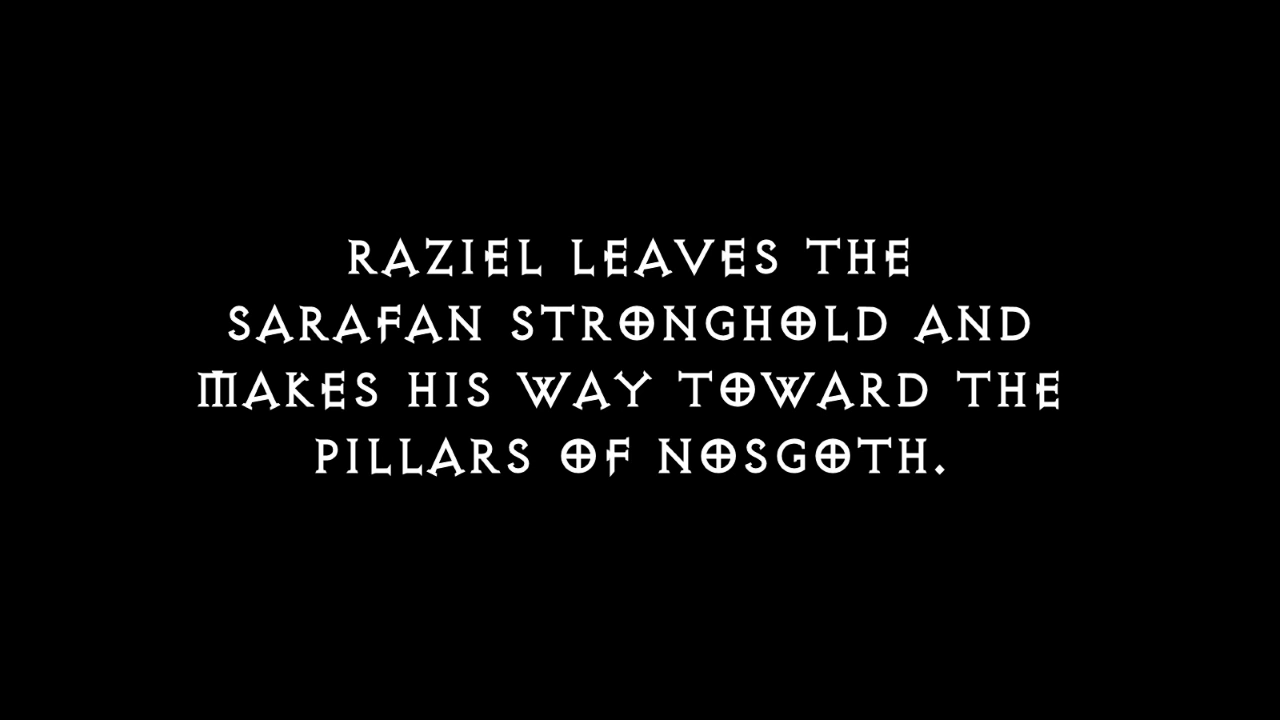 RAZIEL LEAVES THE
SARAFAN STRONGHOLD AND
MAKES HIS WAY TOWARD THE
PILLARS OF NOSGOTH.